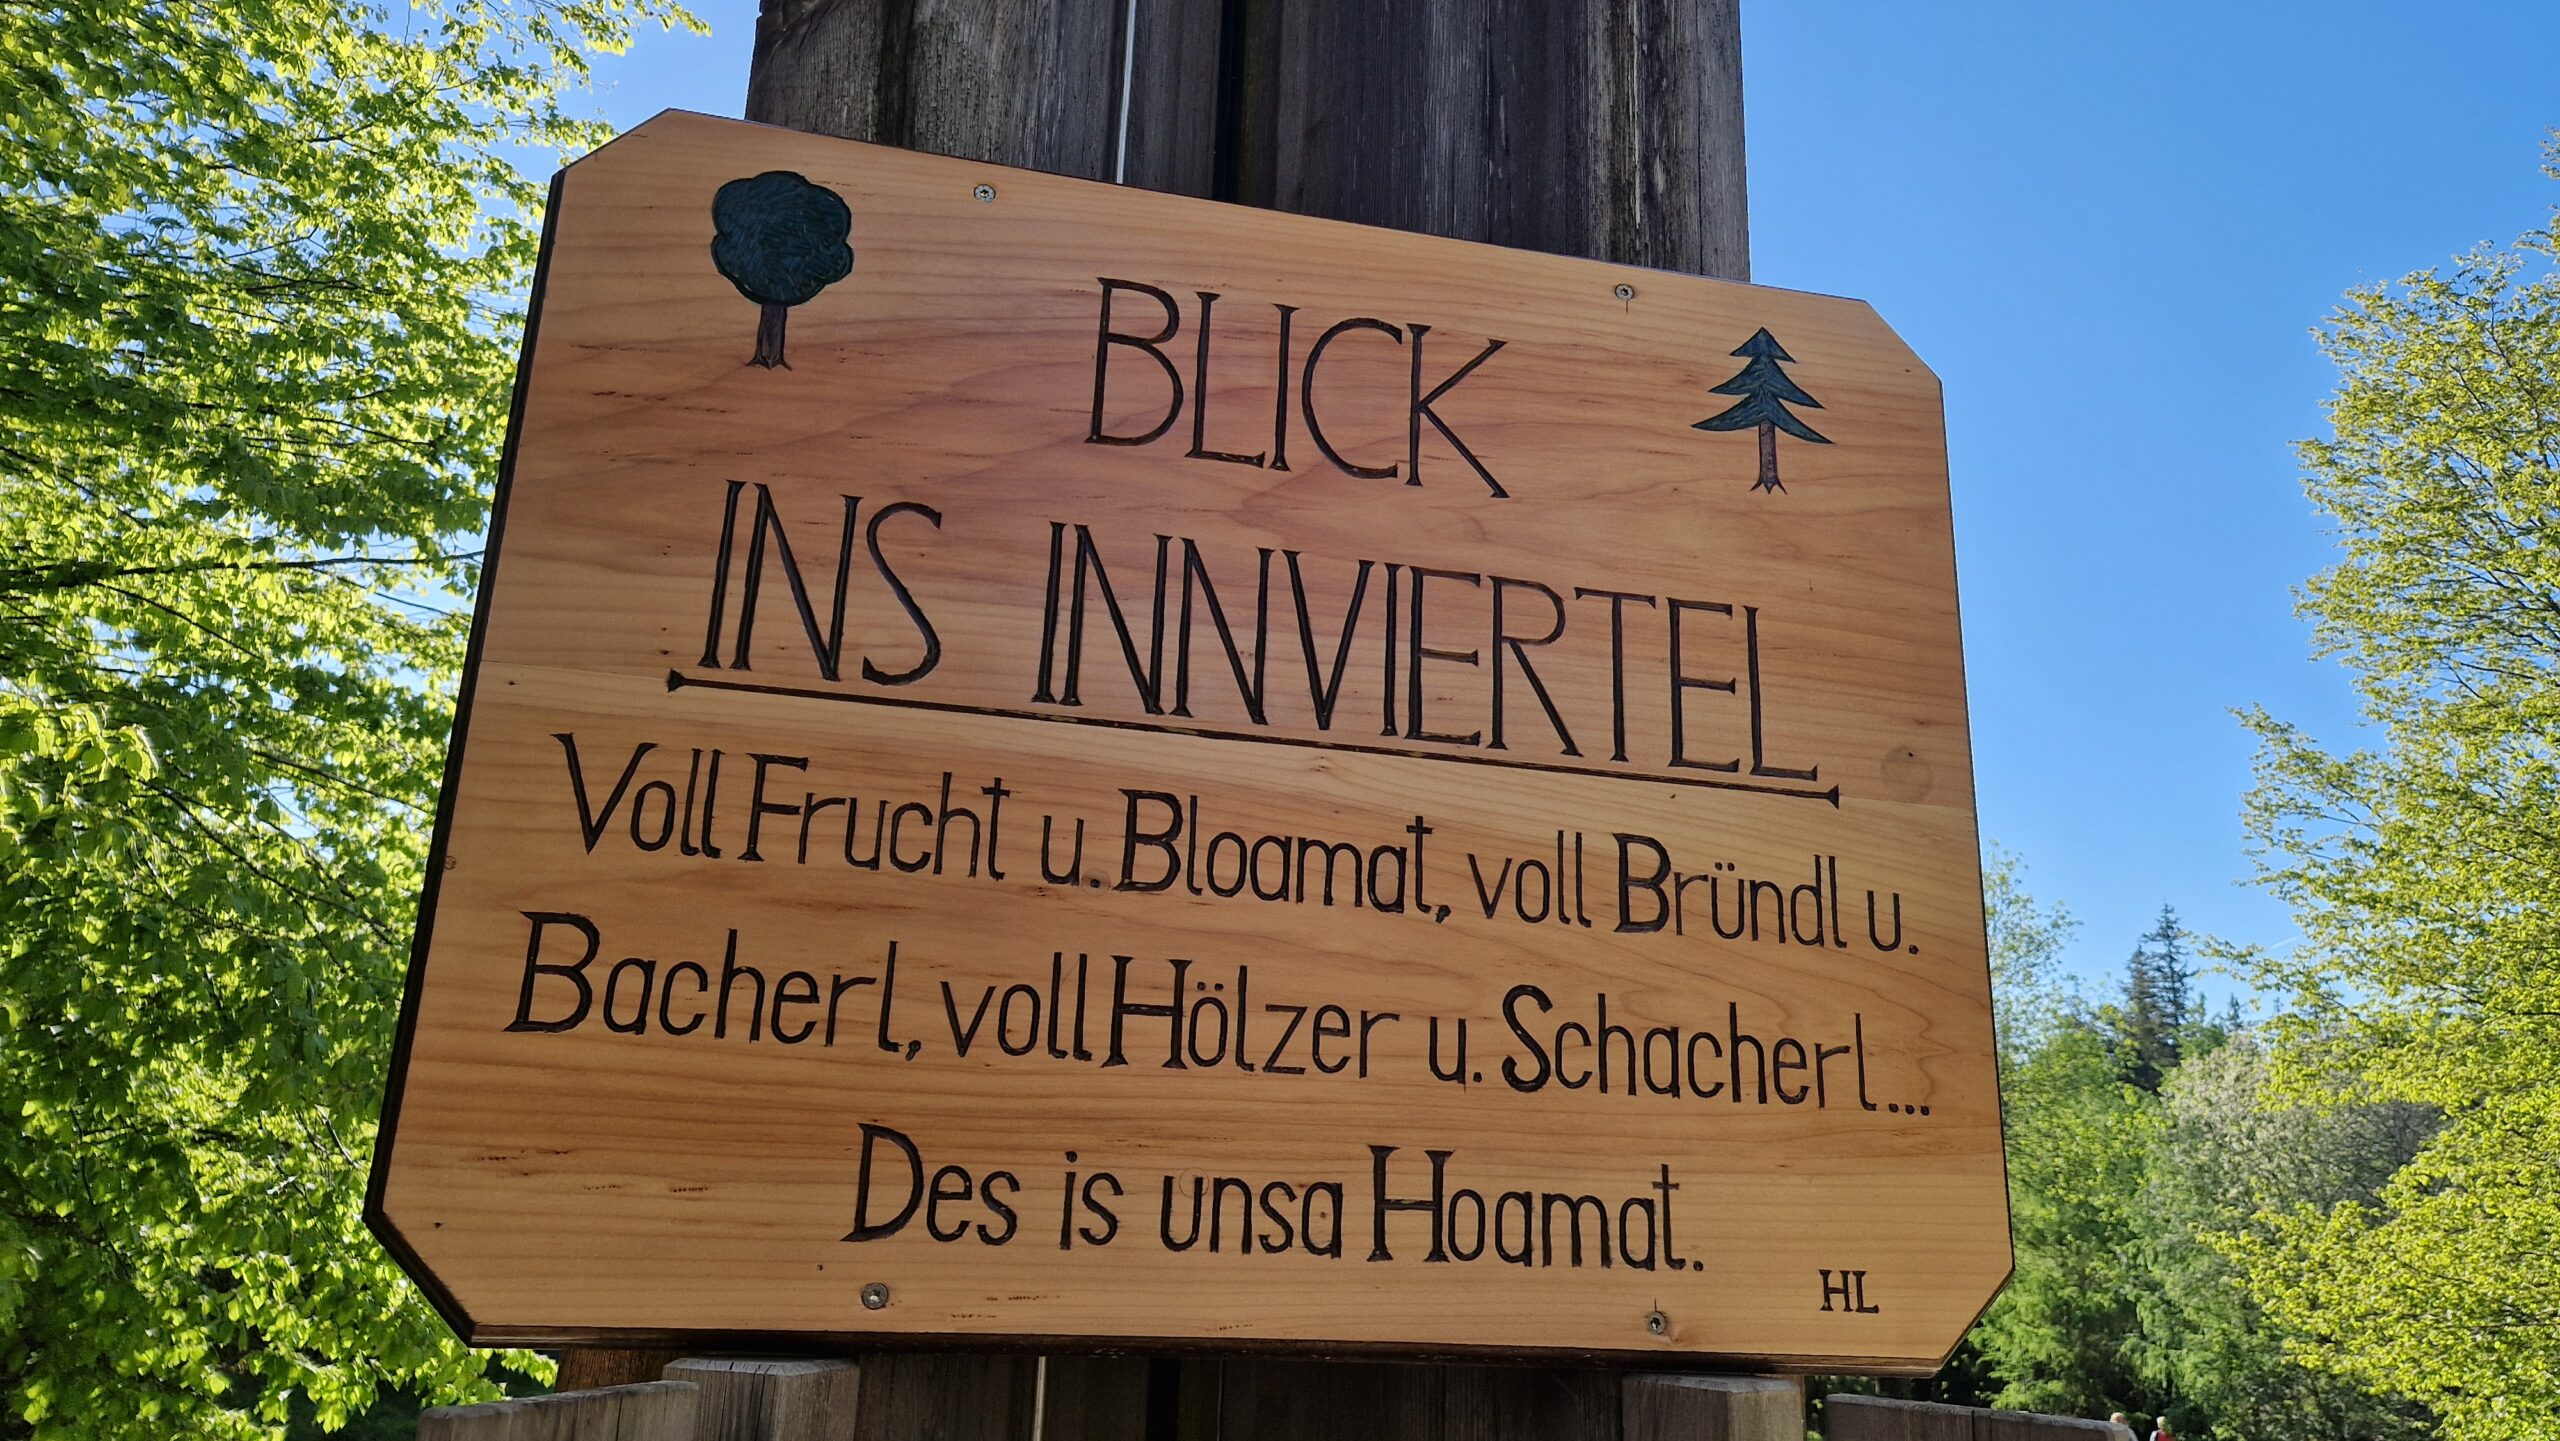 BLICK
INS INNVIERTEL
Voll Frucht u. Bloamat, voll Bründl u.
Bacherl, voll Hölzer u. Schacherl...
Des is unsa Hoamat.
HL